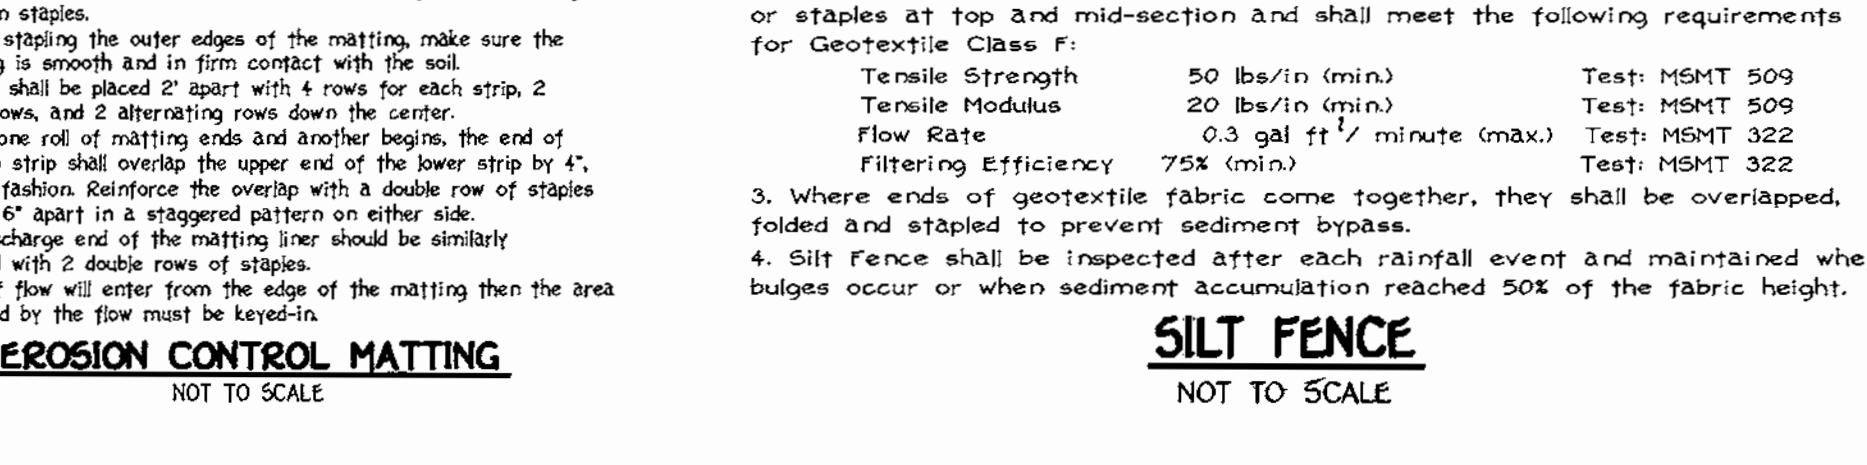 n staples.
stapling the outer edges of the matting, make sure the
g is smooth and in firm contact with the soil.
shall be placed 2' apart with 4 rows for each strip, 2
ows, and 2 alternating rows down the center.
one roll of matting ends and another begins, the end of
strip shall overlap the upper end of the lower strip by 4",
fashion. Reinforce the overlap with a double row of staples
6" apart in a staggered pattern on either side.
charge end of the matting liner should be similarly
with 2 double rows of staples.
flow will enter from the edge of the matting then the area
d by the flow must be keyed-in.
EROSION CONTROL MATTING
NOT TO SCALE
or staples at top and mid-section and shall meet the following requirements
for Geotextile Class F:
Tensile Strength 50 lbs/in (min.) Test: MSMT 509
Tensile Modulus 20 lbs/in (min.) Test: MSMT 509
Flow Rate 0.3 gal ft²/ minute (max.) Test: MSMT 322
Filtering Efficiency 75% (min.) Test: MSMT 322
3. Where ends of geotextile fabric come together, they shall be overlapped,
folded and stapled to prevent sediment bypass.
4. Silt Fence shall be inspected after each rainfall event and maintained whe
bulges occur or when sediment accumulation reached 50% of the fabric height.
SILT FENCE
NOT TO SCALE